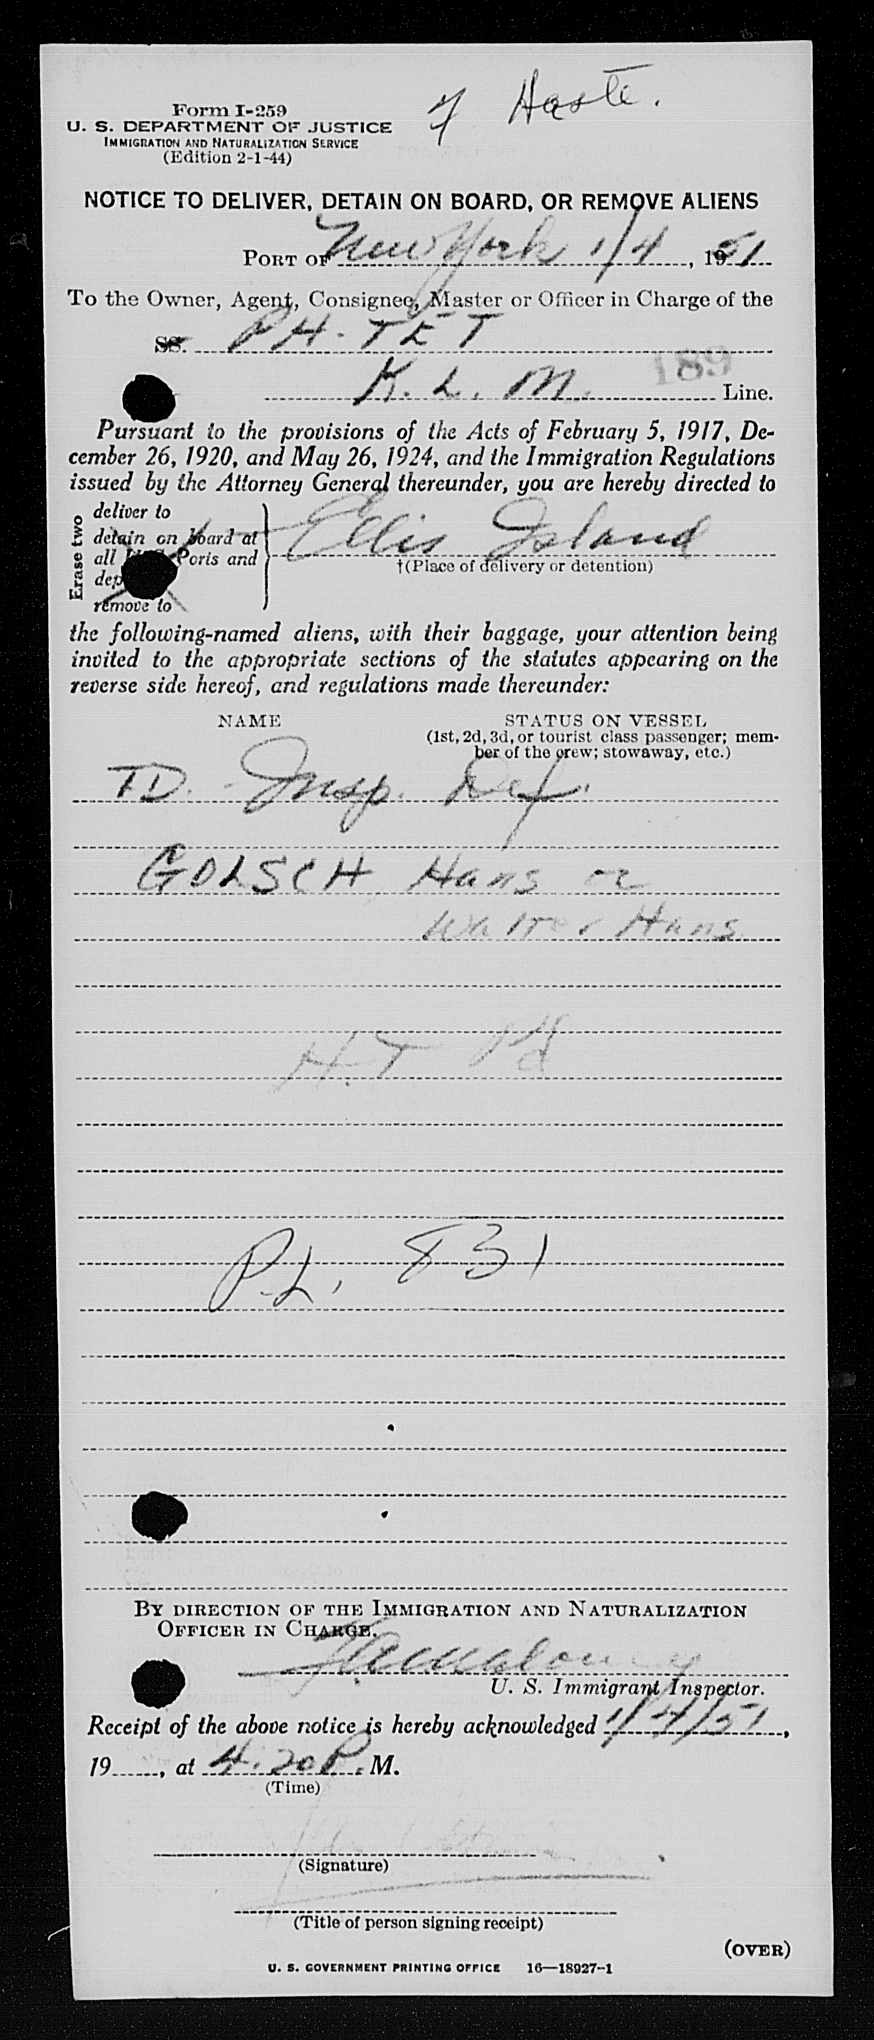 Form I-259
U. S. DEPARTMENT OF JUSTICE
IMMIGRATION AND NATURALIZATION SERVICE
(Edition 2-1-44)
NOTICE TO DELIVER, DETAIN ON BOARD, OR REMOVE ALIENS
PORT OF New York 1/4, 1951
To the Owner, Agent, Consignee, Master or Officer in Charge of the
SS. PH-TET
189
K. L. M. Line.
Pursuant to the provisions of the Acts of February 5, 1917, De-
cember 26, 1920, and May 26, 1924, and the Immigration Regulations
issued by the Attorney General thereunder, you are hereby directed to
Erase two
deliver to
detain on board at
all Ports and
remove to
Ellis Island
†(Place of delivery or detention)
the following-named aliens, with their baggage, your attention being
invited to the appropriate sections of the statutes appearing on the
reverse side hereof, and regulations made thereunder:
NAME STATUS ON VESSEL
(1st, 2d, 3d, or tourist class passenger; mem-
ber of the crew; stowaway, etc.)
TD. - Insp. Def.
GOLSCH Hans or
Walter Hans
H.T. Pd
P.L. 831
BY DIRECTION OF THE IMMIGRATION AND NATURALIZATION
OFFICER IN CHARGE.
U. S. Immigrant Inspector.
Receipt of the above notice is hereby acknowledged 1/4/51,
19......, at 4:20 P. M.
(Time)
(Signature)
(Title of person signing receipt)
(OVER)
U. S. GOVERNMENT PRINTING OFFICE 16—18927-1